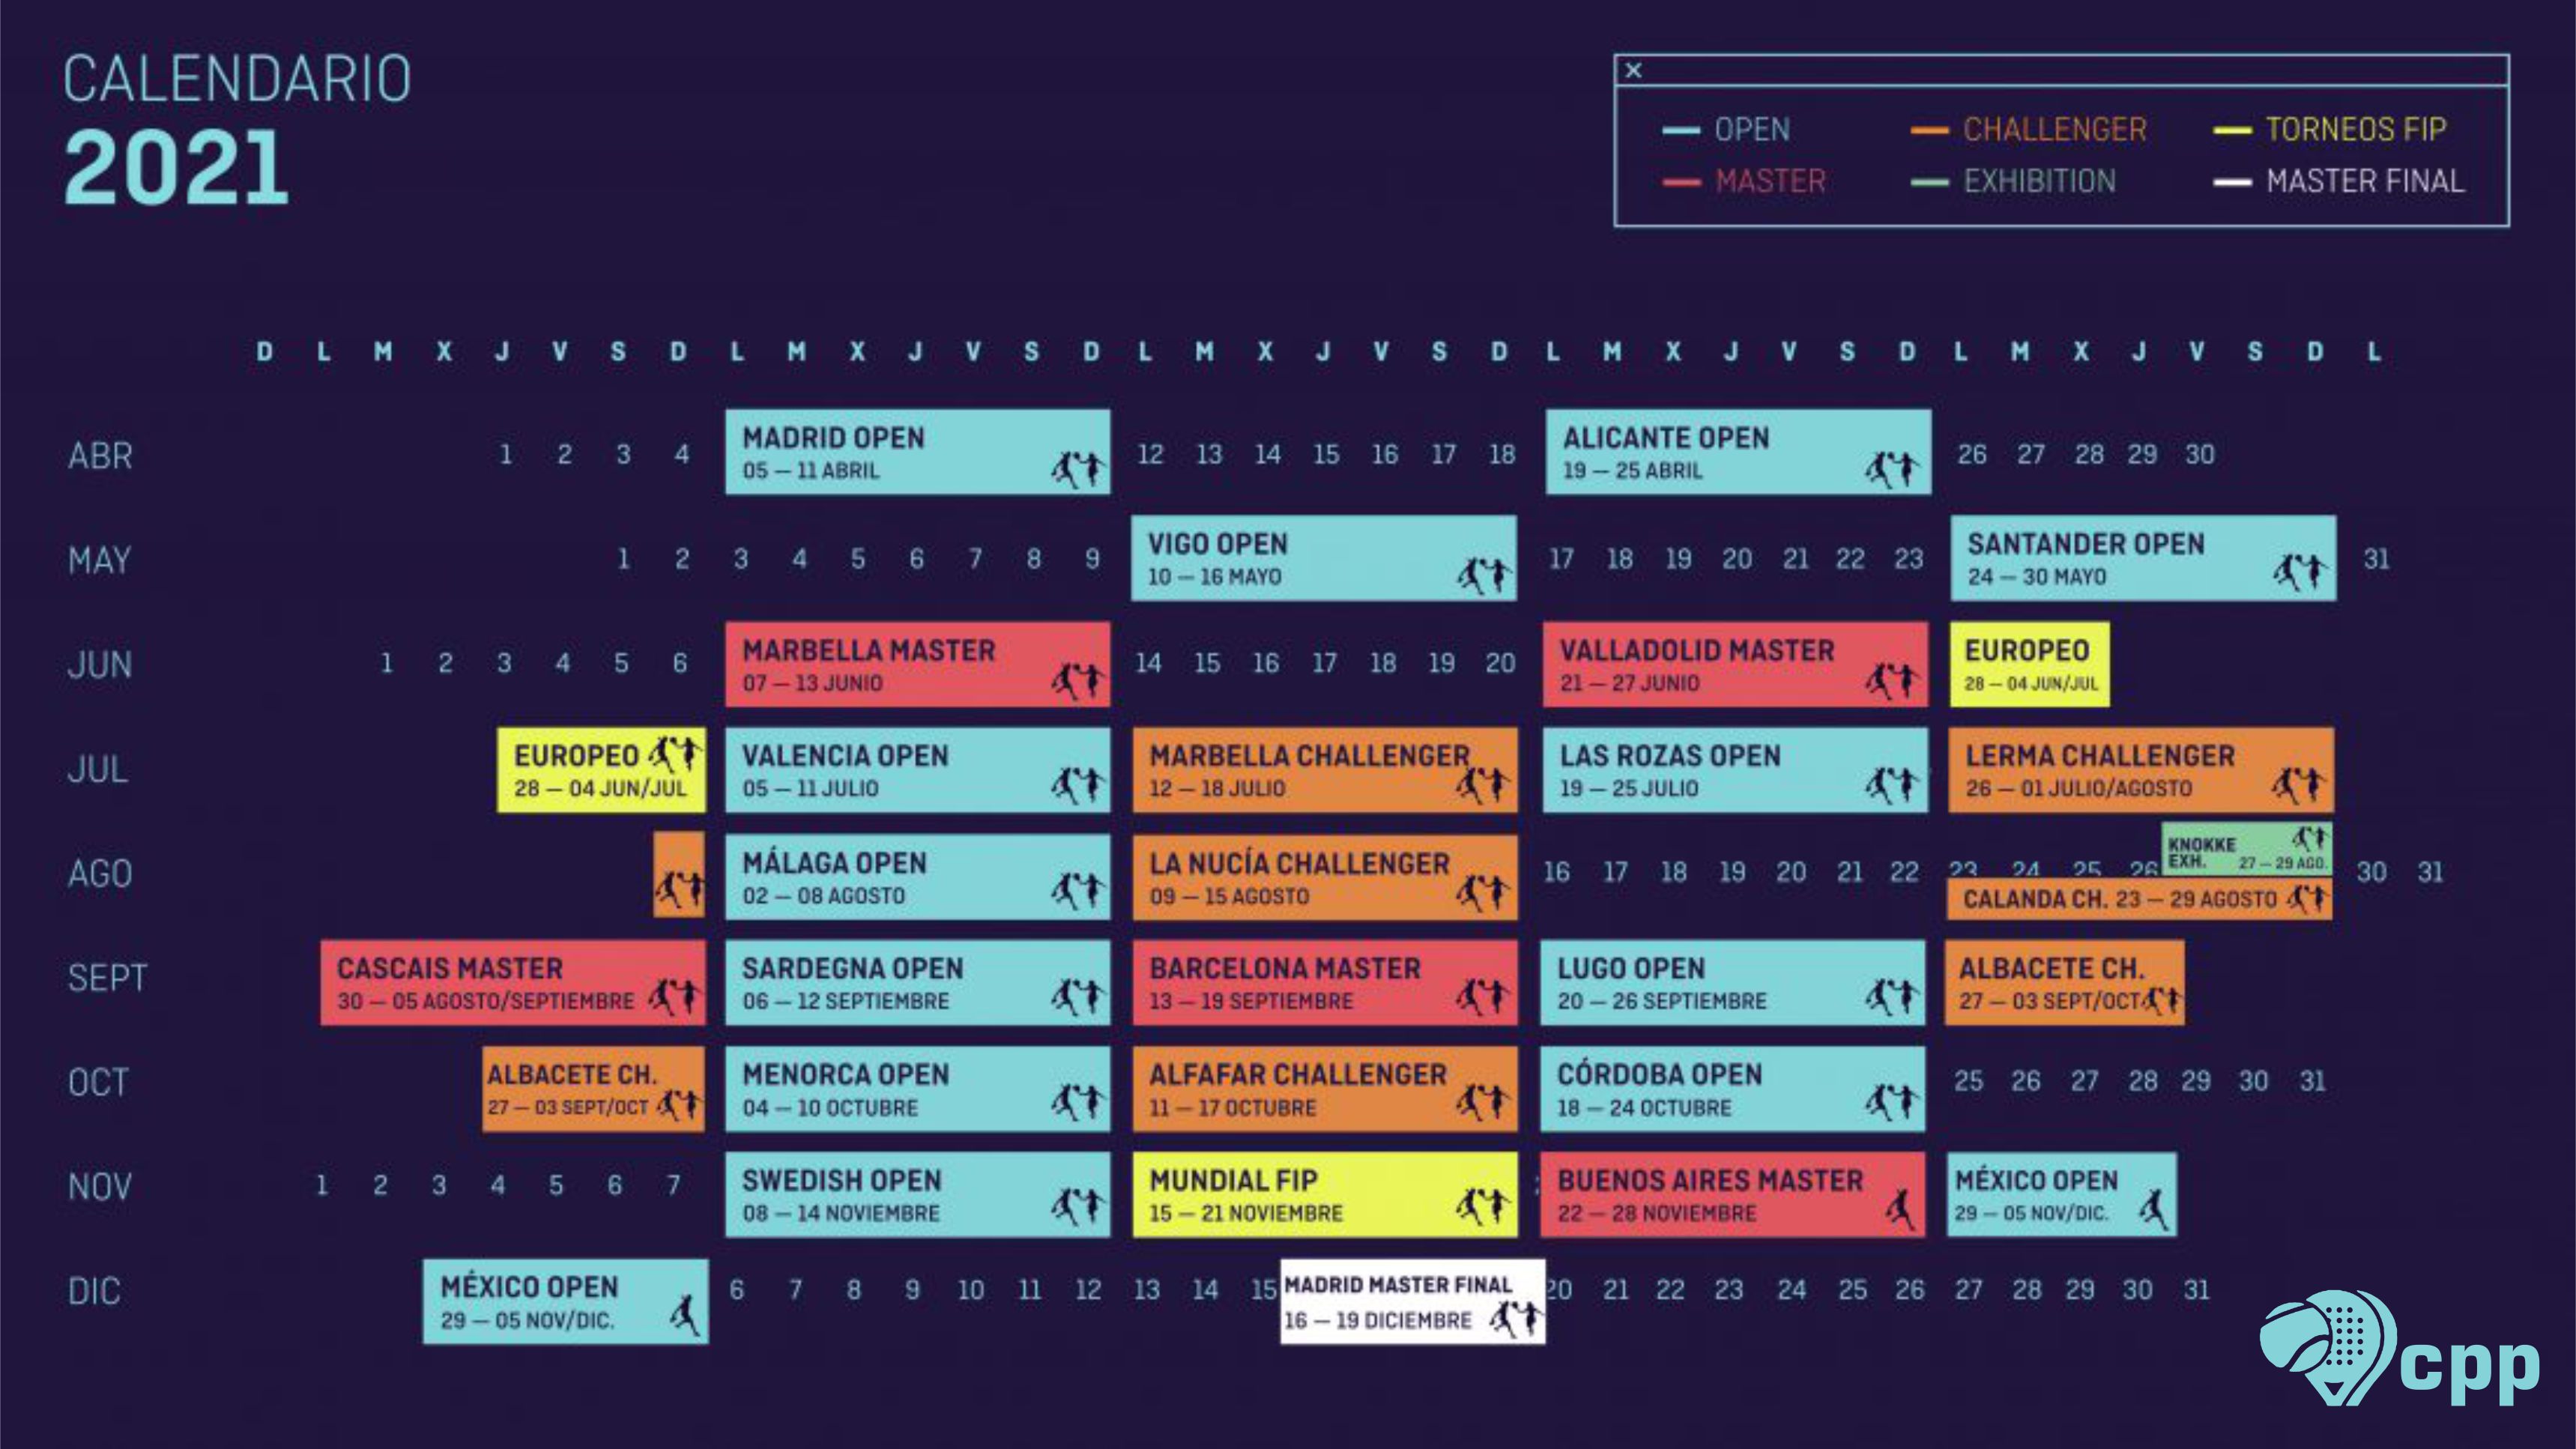 CALENDARIO
2021
×
OPEN CHALLENGER TORNEOS FIP
MASTER EXHIBITION MASTER FINAL
D L M X J V S D L M X J V S D L M X J V S D L M X J V S D L M X J V S D L
ABR 1 2 3 4 MADRID OPEN 12 13 14 15 16 17 18 ALICANTE OPEN 26 27 28 29 30
05 — 11 ABRIL 19 — 25 ABRIL
MAY 1 2 3 4 5 6 7 8 9 VIGO OPEN 17 18 19 20 21 22 23 SANTANDER OPEN 31
10 — 16 MAYO 24 — 30 MAYO
JUN 1 2 3 4 5 6 MARBELLA MASTER 14 15 16 17 18 19 20 VALLADOLID MASTER EUROPEO
07 — 13 JUNIO 21 — 27 JUNIO 28 — 04 JUN/JUL
JUL EUROPEO VALENCIA OPEN MARBELLA CHALLENGER LAS ROZAS OPEN LERMA CHALLENGER
28 — 04 JUN/JUL 05 — 11 JULIO 12 — 18 JULIO 19 — 25 JULIO 26 — 01 JULIO/AGOSTO
AGO MÁLAGA OPEN LA NUCÍA CHALLENGER 16 17 18 19 20 21 22 23 24 25 26 KNOKKE EXH. 27 — 29 AGO. 30 31
02 — 08 AGOSTO 09 — 15 AGOSTO CALANDA CH. 23 — 29 AGOSTO
SEPT CASCAIS MASTER SARDEGNA OPEN BARCELONA MASTER LUGO OPEN ALBACETE CH.
30 — 05 AGOSTO/SEPTIEMBRE 06 — 12 SEPTIEMBRE 13 — 19 SEPTIEMBRE 20 — 26 SEPTIEMBRE 27 — 03 SEPT/OCT
OCT ALBACETE CH. MENORCA OPEN ALFAFAR CHALLENGER CÓRDOBA OPEN 25 26 27 28 29 30 31
27 — 03 SEPT/OCT 04 — 10 OCTUBRE 11 — 17 OCTUBRE 18 — 24 OCTUBRE
NOV 1 2 3 4 5 6 7 SWEDISH OPEN MUNDIAL FIP BUENOS AIRES MASTER MÉXICO OPEN
08 — 14 NOVIEMBRE 15 — 21 NOVIEMBRE 22 — 28 NOVIEMBRE 29 — 05 NOV/DIC.
DIC MÉXICO OPEN 6 7 8 9 10 11 12 13 14 15 MADRID MASTER FINAL 20 21 22 23 24 25 26 27 28 29 30 31
29 — 05 NOV/DIC. 16 — 19 DICIEMBRE
cpp